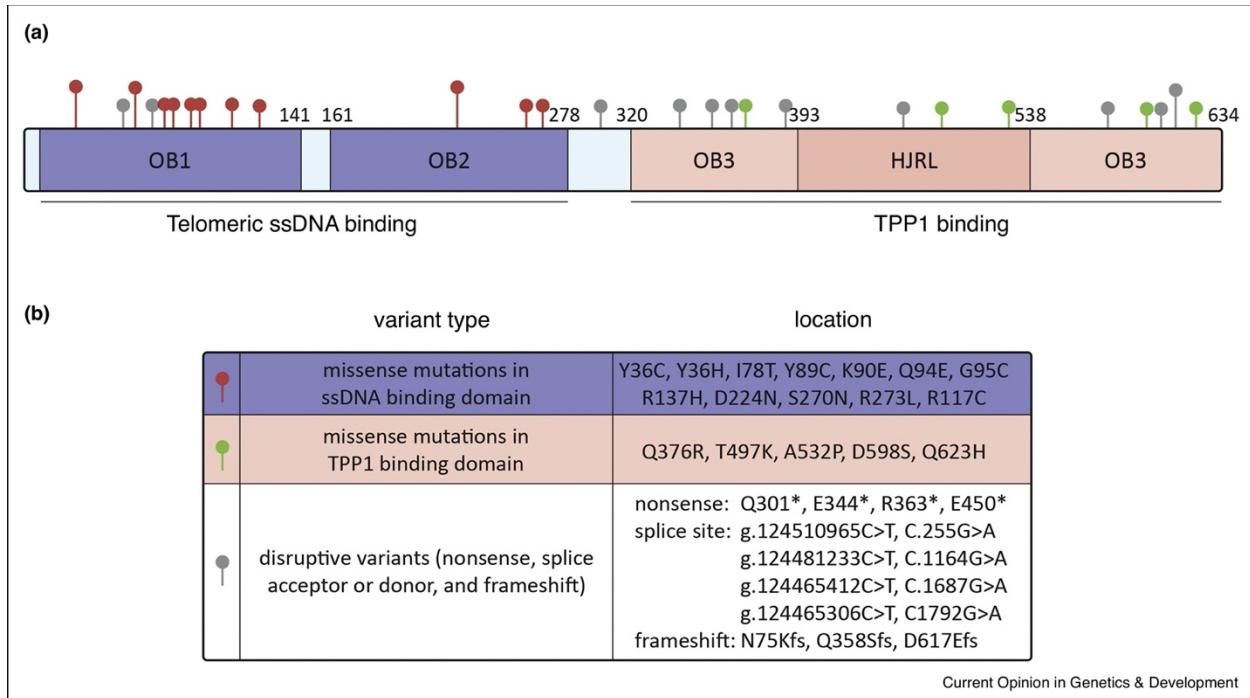 (a)
141 161 278 320 393 538 634
OB1 OB2 OB3 HJRL OB3
Telomeric ssDNA binding TPP1 binding
(b)
variant type location
missense mutations in
ssDNA binding domain
Y36C, Y36H, I78T, Y89C, K90E, Q94E, G95C
R137H, D224N, S270N, R273L, R117C
missense mutations in
TPP1 binding domain
Q376R, T497K, A532P, D598S, Q623H
disruptive variants (nonsense, splice
acceptor or donor, and frameshift)
nonsense: Q301*, E344*, R363*, E450*
splice site: g.124510965C>T, C.255G>A
g.124481233C>T, C.1164G>A
g.124465412C>T, C.1687G>A
g.124465306C>T, C1792G>A
frameshift: N75Kfs, Q358Sfs, D617Efs
Current Opinion in Genetics & Development